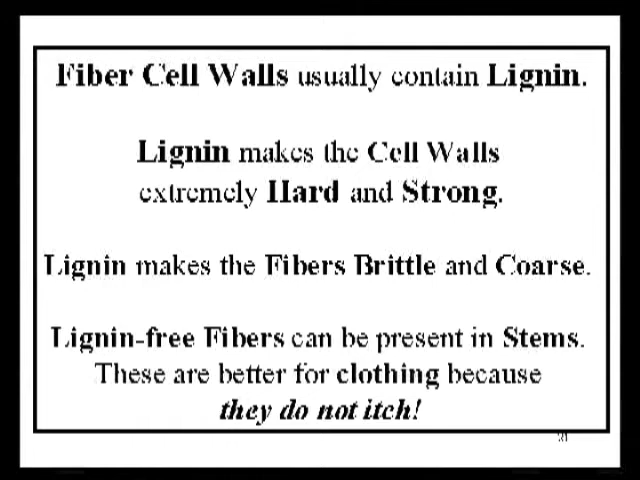 Fiber Cell Walls usually contain Lignin.
Lignin makes the Cell Walls
extremely Hard and Strong.
Lignin makes the Fibers Brittle and Coarse.
Lignin-free Fibers can be present in Stems.
These are better for clothing because
they do not itch!